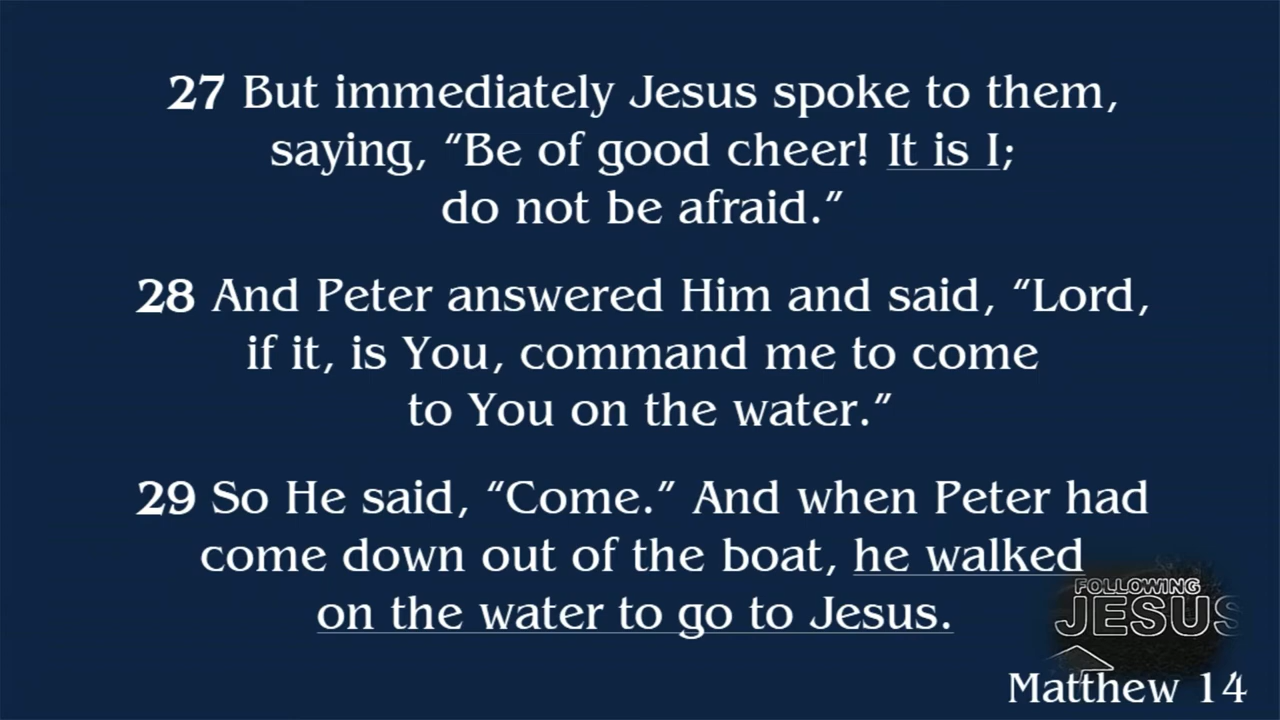 27 But immediately Jesus spoke to them,
saying, “Be of good cheer! It is I;
do not be afraid.”
28 And Peter answered Him and said, “Lord,
if it, is You, command me to come
to You on the water.”
29 So He said, “Come.” And when Peter had
come down out of the boat, he walked
on the water to go to Jesus.
FOLLOWING
JESUS
Matthew 14